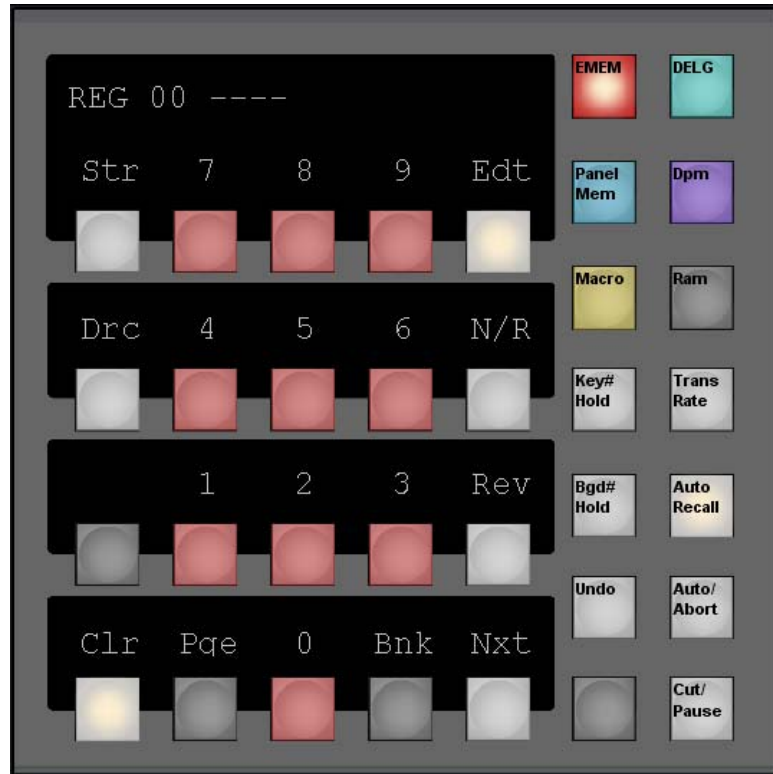 REG 00 ----
Str 7 8 9 Edt
Drc 4 5 6 N/R
1 2 3 Rev
Clr Pge 0 Bnk Nxt
EMEM DELG
Panel Mem
Dpm
Macro Ram
Key# Hold
Trans Rate
Bgd# Hold
Auto Recall
Undo
Auto/ Abort
Cut/ Pause